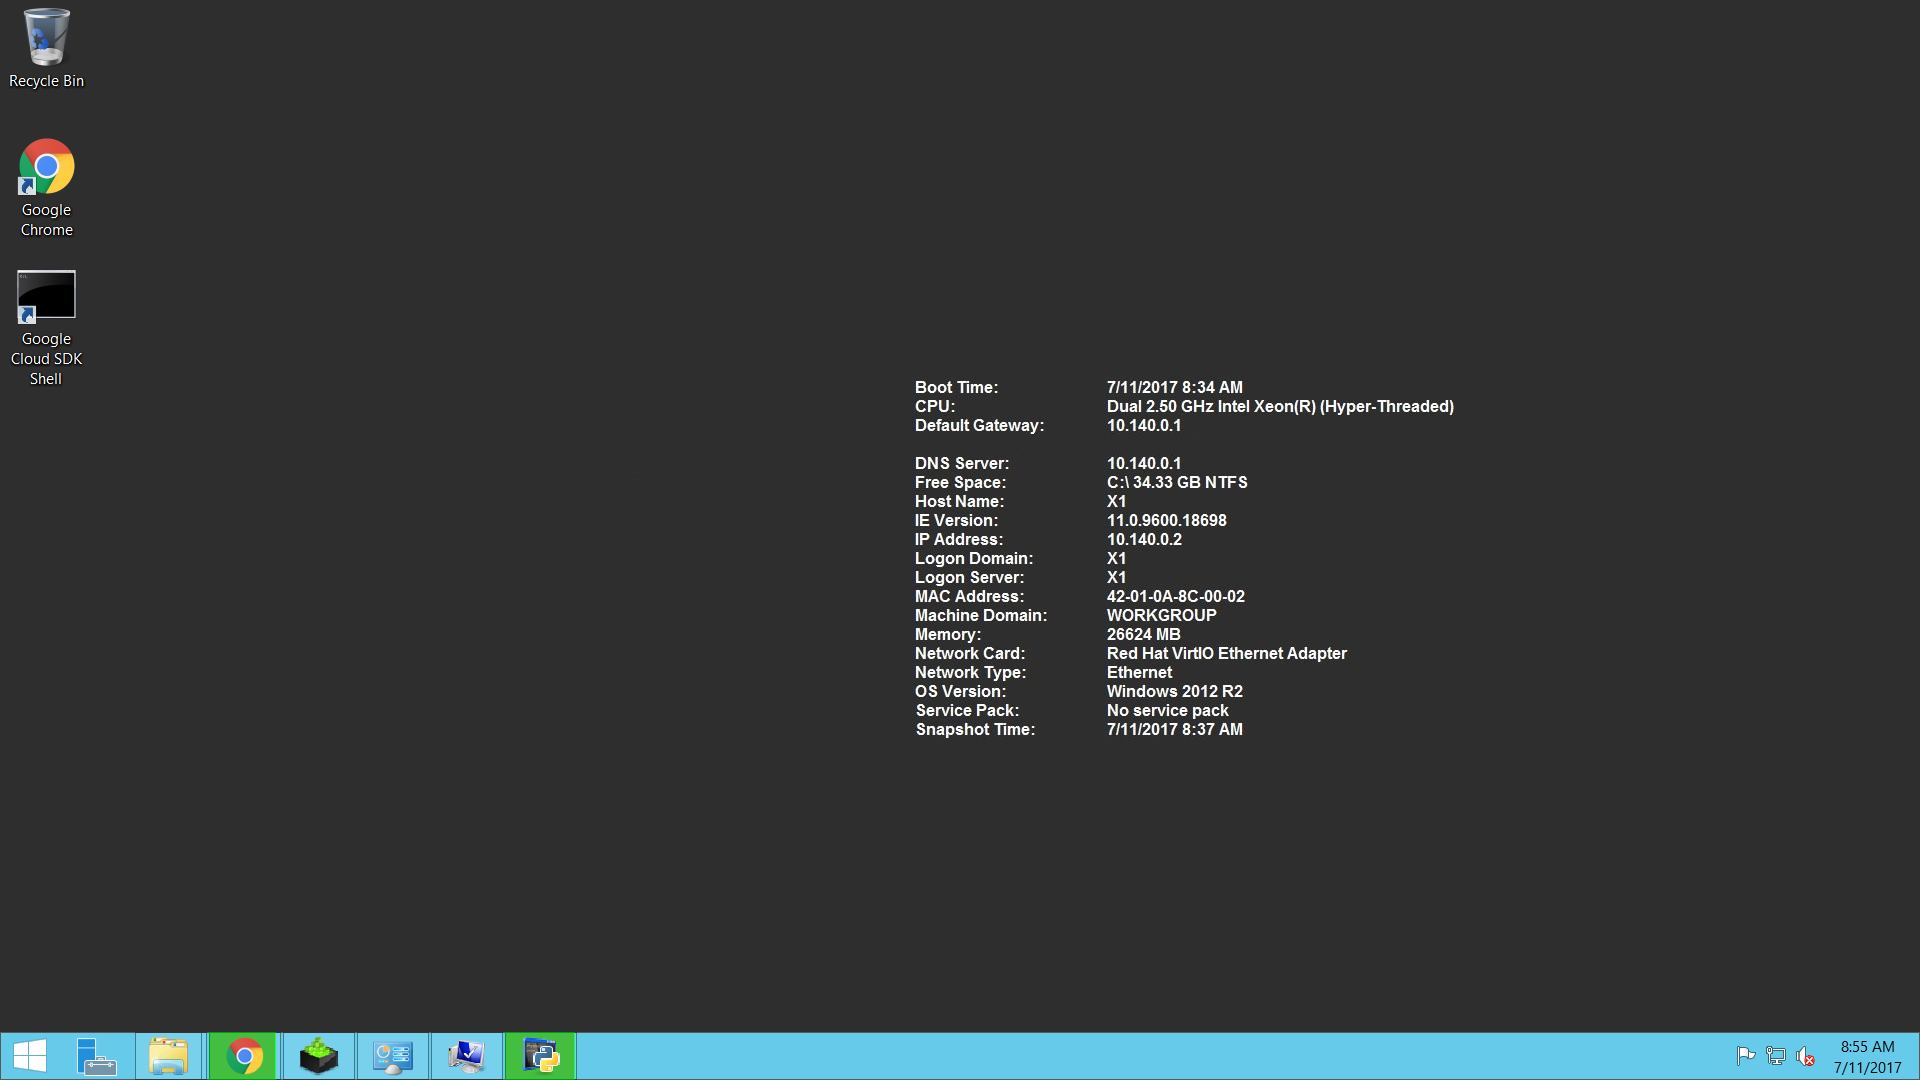 Recycle Bin
Google
Chrome
Google
Cloud SDK
Shell
Boot Time: 7/11/2017 8:34 AM
CPU: Dual 2.50 GHz Intel Xeon(R) (Hyper-Threaded)
Default Gateway: 10.140.0.1
DNS Server: 10.140.0.1
Free Space: C:\ 34.33 GB NTFS
Host Name: X1
IE Version: 11.0.9600.18698
IP Address: 10.140.0.2
Logon Domain: X1
Logon Server: X1
MAC Address: 42-01-0A-8C-00-02
Machine Domain: WORKGROUP
Memory: 26624 MB
Network Card: Red Hat VirtIO Ethernet Adapter
Network Type: Ethernet
OS Version: Windows 2012 R2
Service Pack: No service pack
Snapshot Time: 7/11/2017 8:37 AM
8:55 AM
7/11/2017